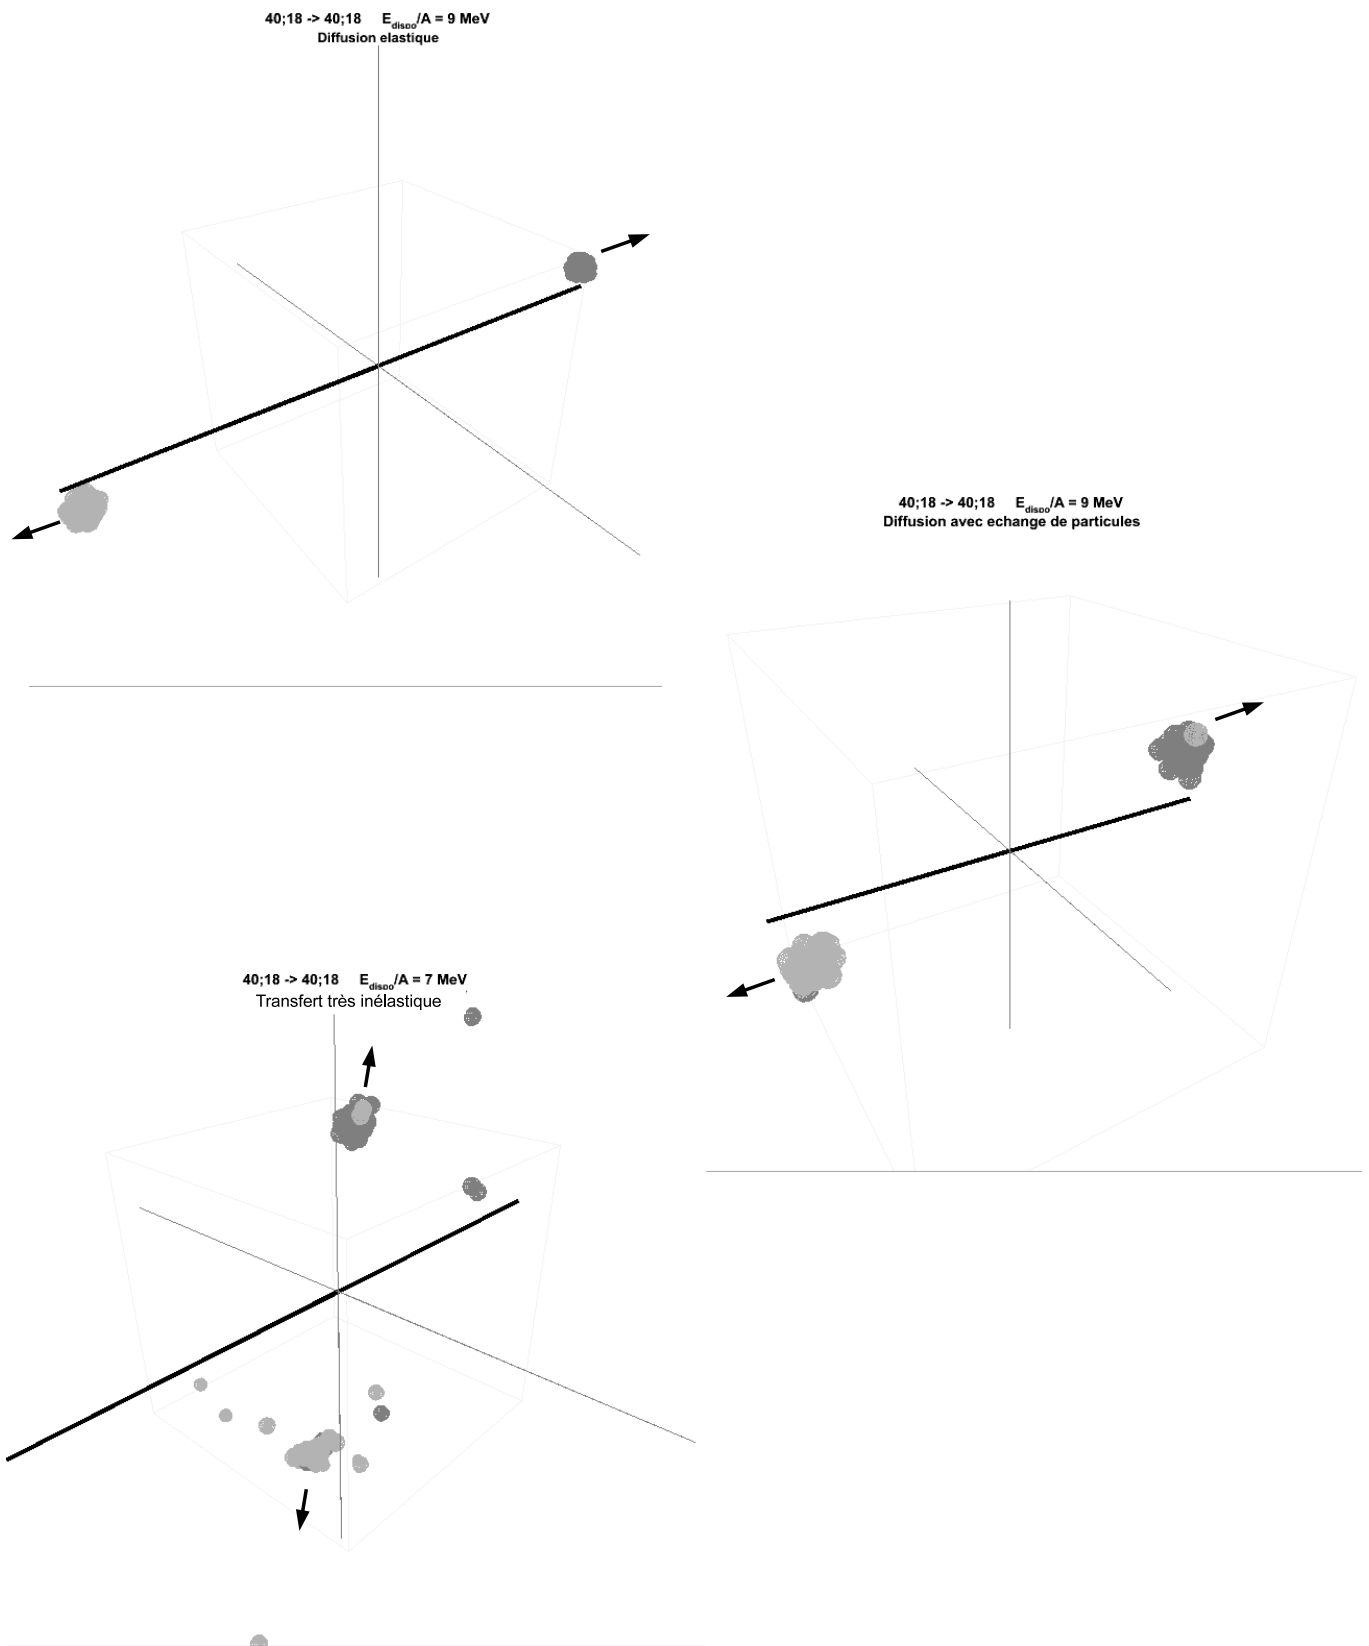 40;18 -> 40;18 E_dispo/A = 9 MeV
Diffusion elastique
40;18 -> 40;18 E_dispo/A = 9 MeV
Diffusion avec echange de particules
40;18 -> 40;18 E_dispo/A = 7 MeV
Transfert très inélastique